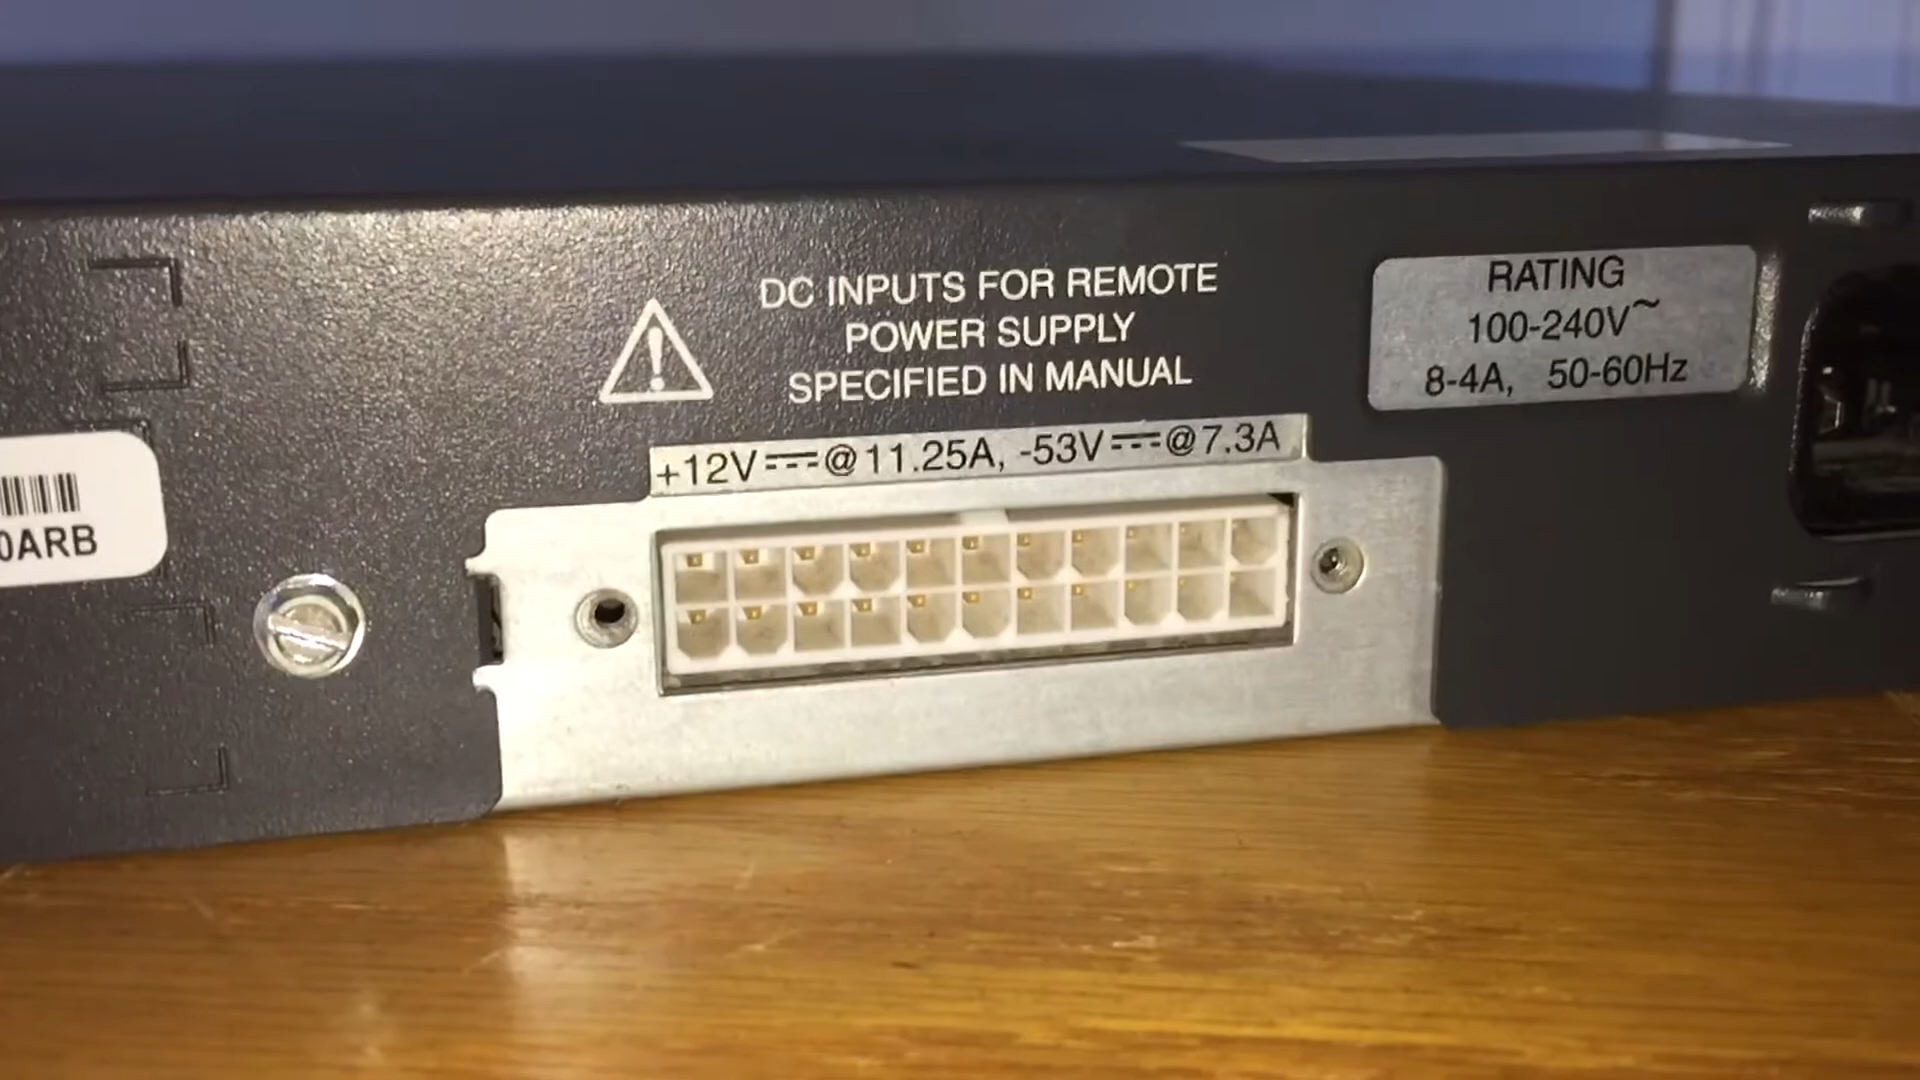 DC INPUTS FOR REMOTE
POWER SUPPLY
SPECIFIED IN MANUAL
RATING
100-240V~
8-4A, 50-60Hz
+12V⎓@11.25A, -53V⎓@7.3A
0ARB